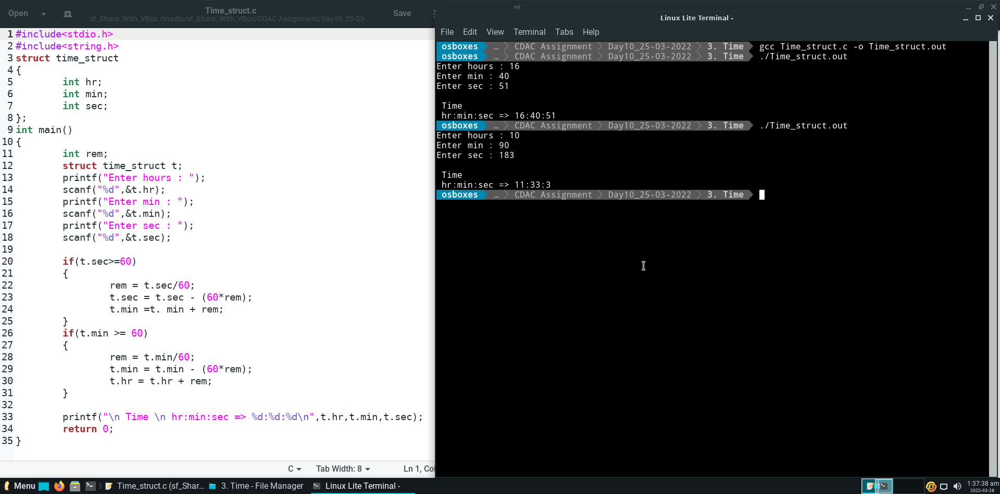 Open
Time_struct.c
sf_Share_With_VBox /media/sf_Share_With_VBox/CDAC Assignment/Day10_25-03-...
Save
er
1 #include<stdio.h>
2 #include<string.h>
3 struct time_struct
4 {
5 int hr;
6 int min;
7 int sec;
8 };
9 int main()
10 {
11 int rem;
12 struct time_struct t;
13 printf("Enter hours : ");
14 scanf("%d",&t.hr);
15 printf("Enter min : ");
16 scanf("%d",&t.min);
17 printf("Enter sec : ");
18 scanf("%d",&t.sec);
19
20 if(t.sec>=60)
21 {
22 rem = t.sec/60;
23 t.sec = t.sec - (60*rem);
24 t.min =t. min + rem;
25 }
26 if(t.min >= 60)
27 {
28 rem = t.min/60;
29 t.min = t.min - (60*rem);
30 t.hr = t.hr + rem;
31 }
32
33 printf("\n Time \n hr:min:sec => %d:%d:%d\n",t.hr,t.min,t.sec);
34 return 0;
35 }
C Tab Width: 8 Ln 1, Col
Linux Lite Terminal -
File Edit View Terminal Tabs Help
osboxes … CDAC Assignment Day10_25-03-2022 3. Time gcc Time_struct.c -o Time_struct.out
osboxes … CDAC Assignment Day10_25-03-2022 3. Time ./Time_struct.out
Enter hours : 16
Enter min : 40
Enter sec : 51
Time
hr:min:sec => 16:40:51
osboxes … CDAC Assignment Day10_25-03-2022 3. Time ./Time_struct.out
Enter hours : 10
Enter min : 90
Enter sec : 183
Time
hr:min:sec => 11:33:3
osboxes … CDAC Assignment Day10_25-03-2022 3. Time
Menu Time_struct.c (sf_Shar... 3. Time - File Manager Linux Lite Terminal - 1:37:38 am
2022-03-28